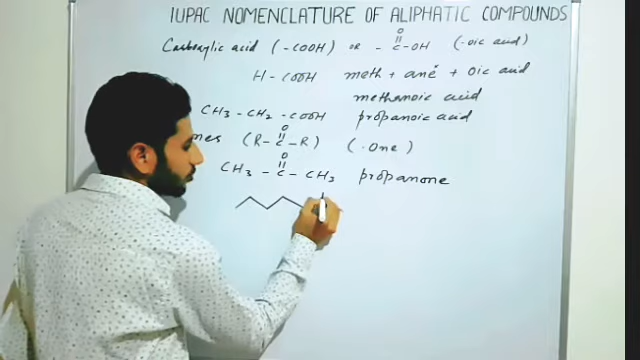 IUPAC NOMENCLATURE OF ALIPHATIC COMPOUNDS
Carboxylic acid (-COOH) OR -C-OH (-oic acid)
O
||
H - COOH meth + ane + oic acid
methanoic acid
CH3 - CH2 - COOH propanoic acid
nes (R-C-R) (-one)
O
||
CH3 - C - CH3 propanone
O
||